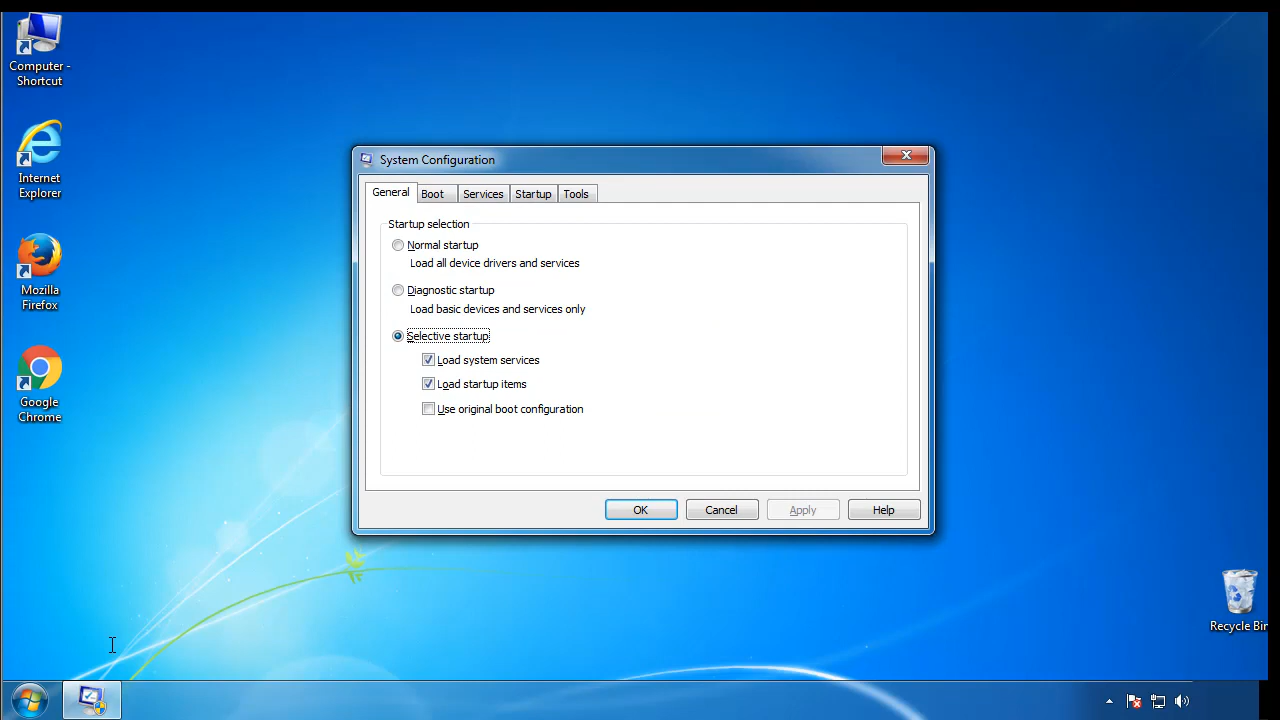 Computer -
Shortcut
Internet
Explorer
Mozilla
Firefox
Google
Chrome
System Configuration
General
Boot
Services
Startup
Tools
Startup selection
Normal startup
Load all device drivers and services
Diagnostic startup
Load basic devices and services only
Selective startup
Load system services
Load startup items
Use original boot configuration
OK
Cancel
Apply
Help
Recycle Bin